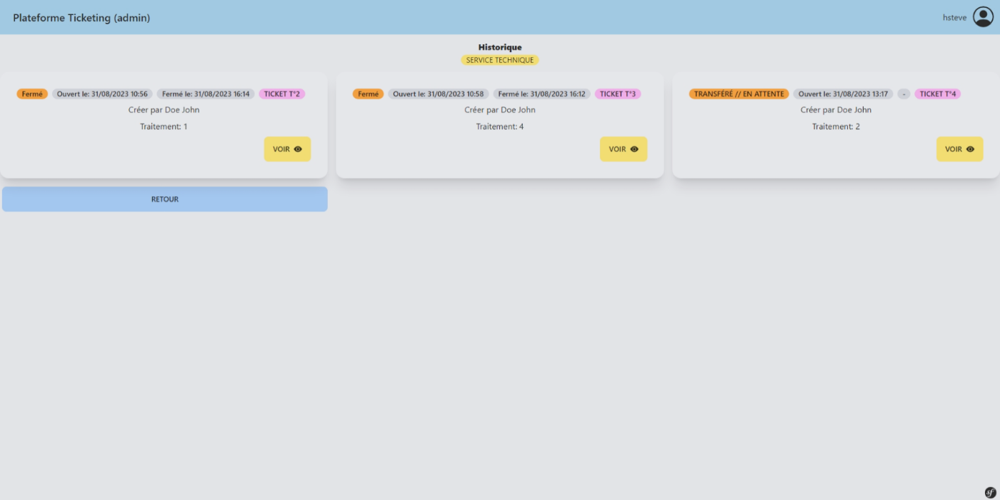 Plateforme Ticketing (admin)
hsteve
Historique
SERVICE TECHNIQUE
Fermé Ouvert le: 31/08/2023 10:56 Fermé le: 31/08/2023 16:14 TICKET T°2
Créer par Doe John
Traitement: 1
VOIR
Fermé Ouvert le: 31/08/2023 10:58 Fermé le: 31/08/2023 16:12 TICKET T°3
Créer par Doe John
Traitement: 4
VOIR
TRANSFÉRÉ // EN ATTENTE Ouvert le: 31/08/2023 13:17 - TICKET T°4
Créer par Doe John
Traitement: 2
VOIR
RETOUR
sf